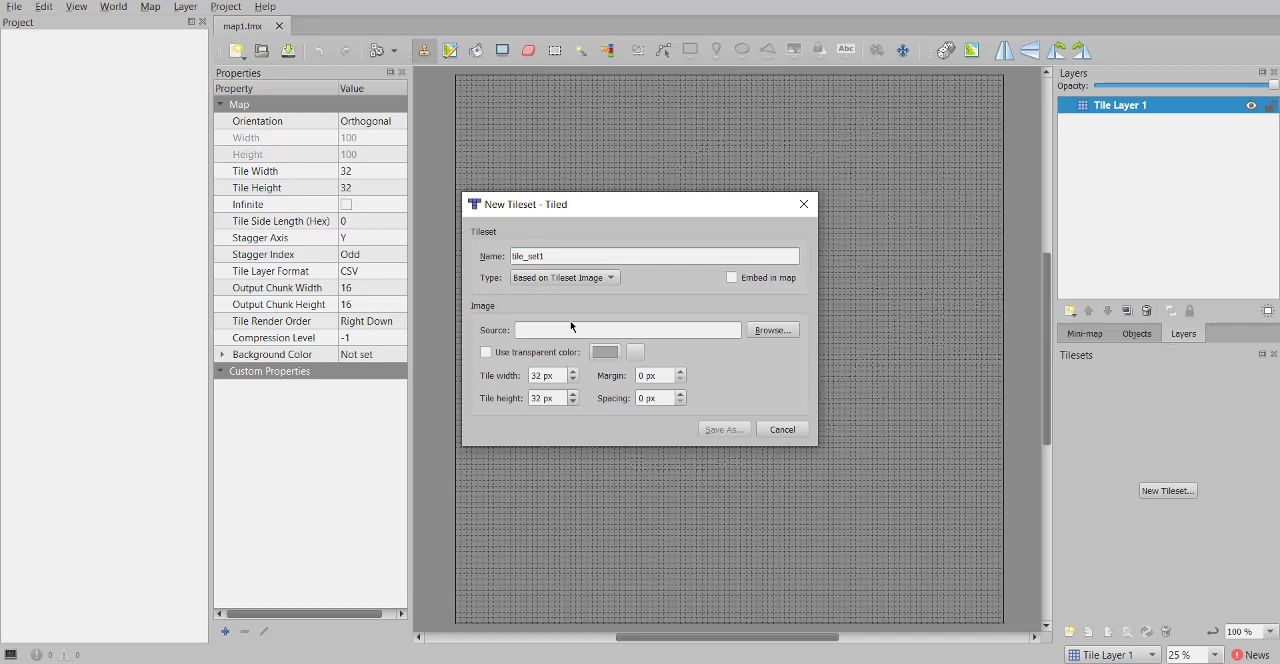 File Edit View World Map Layer Project Help
Project
map1.tmx
Abc
Properties
Property Value
Map
Orientation Orthogonal
Width 100
Height 100
Tile Width 32
Tile Height 32
Infinite
Tile Side Length (Hex) 0
Stagger Axis Y
Stagger Index Odd
Tile Layer Format CSV
Output Chunk Width 16
Output Chunk Height 16
Tile Render Order Right Down
Compression Level -1
Background Color Not set
Custom Properties
New Tileset - Tiled
Tileset
Name: tile_set1
Type: Based on Tileset Image Embed in map
Image
Source: Browse...
Use transparent color:
Tile width: 32 px Margin: 0 px
Tile height: 32 px Spacing: 0 px
Save As... Cancel
Layers
Opacity:
Tile Layer 1
Mini-map Objects Layers
Tilesets
New Tileset...
100 %
0 0
Tile Layer 1 25 % News